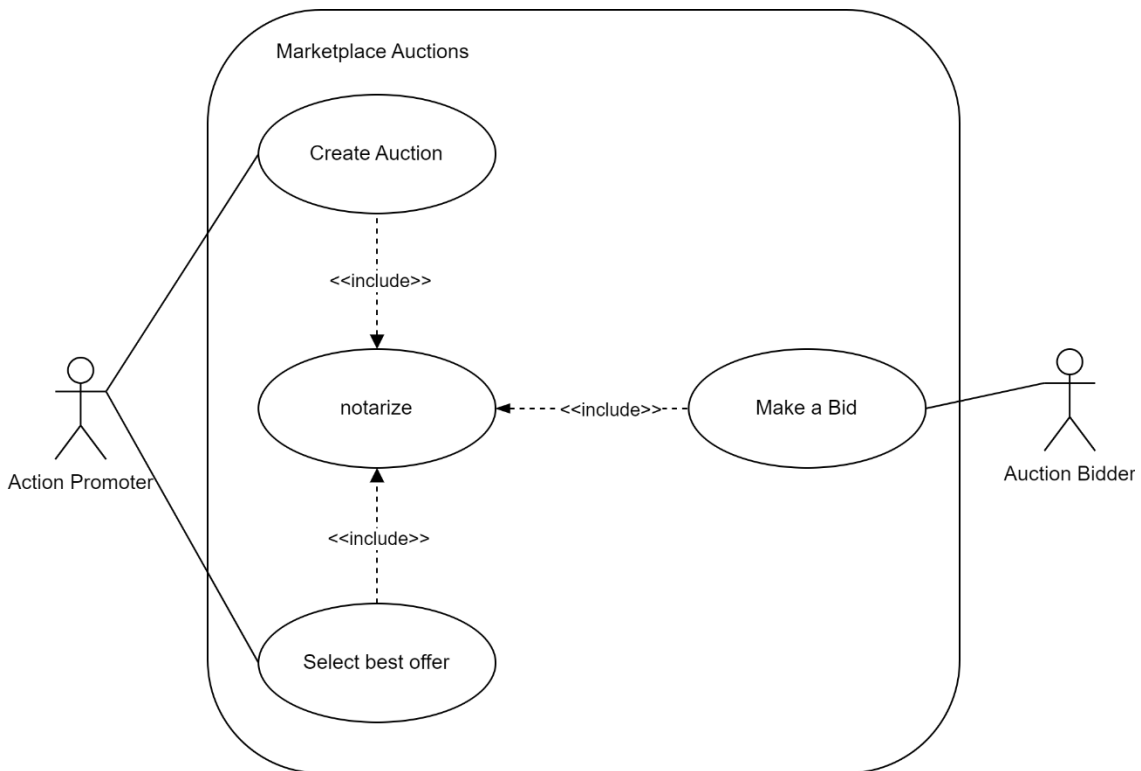 Marketplace Auctions
Create Auction
<<include>>
notarize
<<include>>
Make a Bid
Action Promoter
Auction Bidder
<<include>>
Select best offer